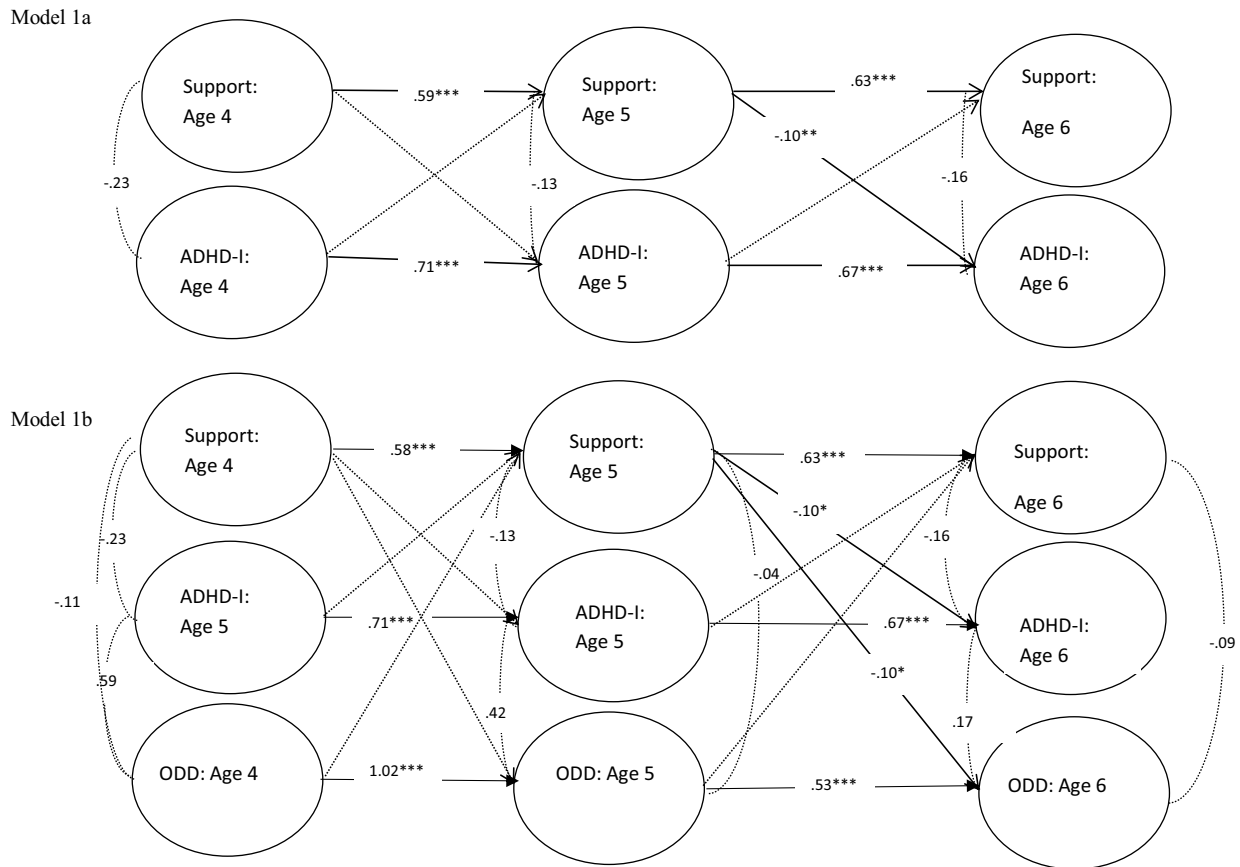 Model 1a
Support:
Age 4
.59***
Support:
Age 5
.63***
Support:
Age 6
-.10**
-.23
-.13
-.16
ADHD-I:
Age 4
.71***
ADHD-I:
Age 5
.67***
ADHD-I:
Age 6
Model 1b
Support:
Age 4
.58***
Support:
Age 5
.63***
Support:
Age 6
-.10*
-.23
-.13
-.16
-.04
-.11
ADHD-I:
Age 5
.71***
ADHD-I:
Age 5
.67***
ADHD-I:
Age 6
-.09
-.10*
.59
.42
.17
ODD: Age 4
1.02***
ODD: Age 5
.53***
ODD: Age 6